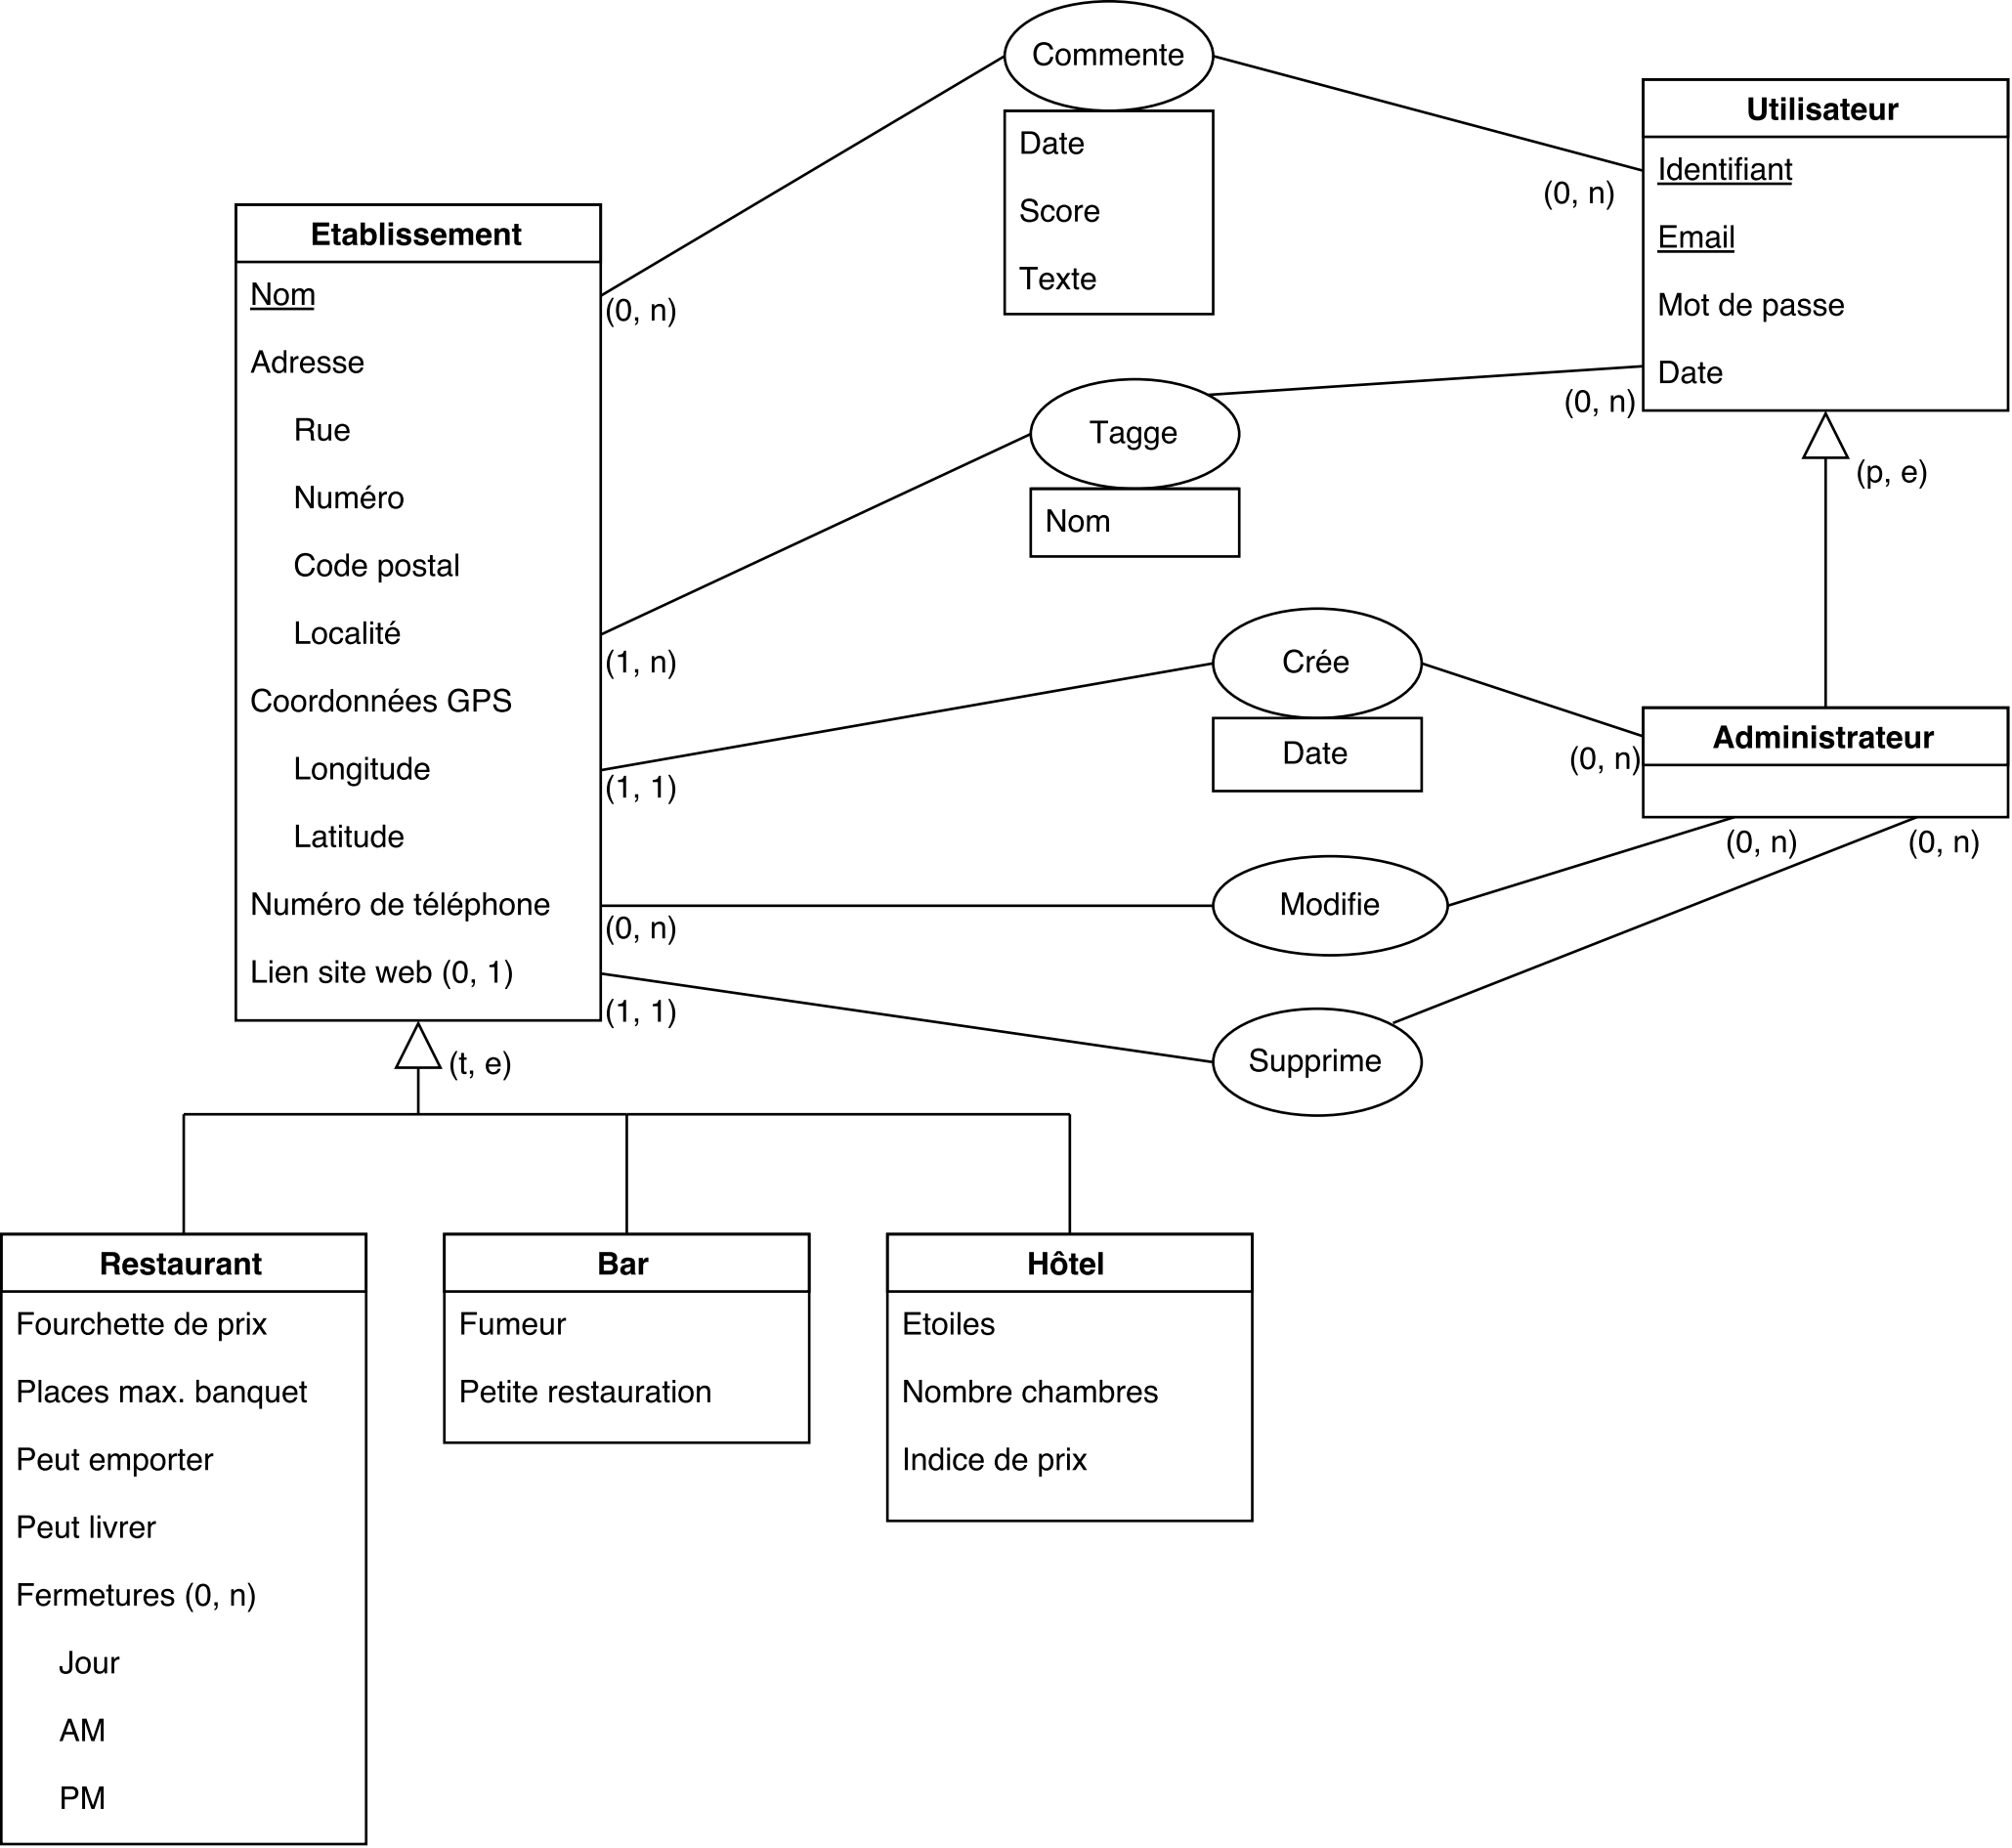 Commente
Date
Score
Texte
Utilisateur
Identifiant
Email
Mot de passe
Date
(0, n)
Etablissement
Nom
Adresse
Rue
Numéro
Code postal
Localité
Coordonnées GPS
Longitude
Latitude
Numéro de téléphone
Lien site web (0, 1)
(0, n)
Tagge
Nom
(0, n)
(1, n)
(p, e)
Crée
Date
(1, 1)
(0, n)
Administrateur
(0, n)
(0, n)
Modifie
(0, n)
Supprime
(1, 1)
(t, e)
Restaurant
Fourchette de prix
Places max. banquet
Peut emporter
Peut livrer
Fermetures (0, n)
Jour
AM
PM
Bar
Fumeur
Petite restauration
Hôtel
Etoiles
Nombre chambres
Indice de prix